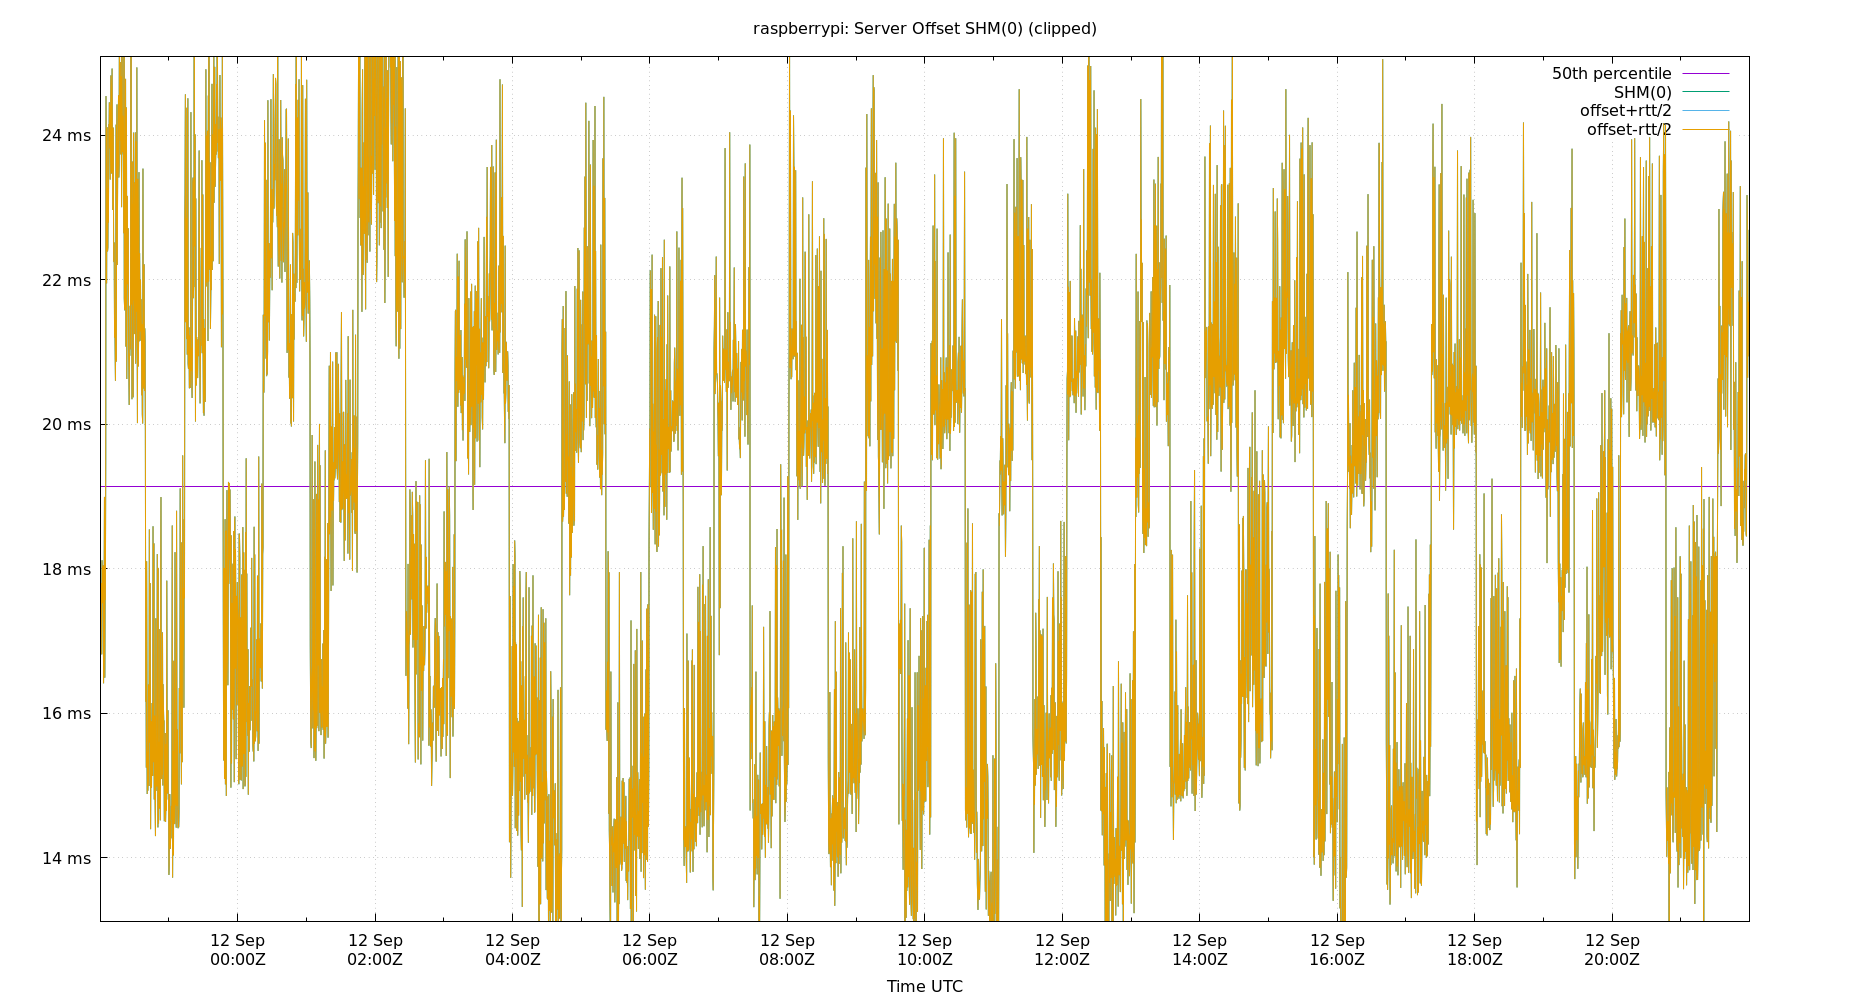 raspberrypi: Server Offset SHM(0) (clipped)
50th percentile
SHM(0)
offset+rtt/2
offset-rtt/2
24 ms
22 ms
20 ms
18 ms
16 ms
14 ms
12 Sep 12 Sep 12 Sep 12 Sep 12 Sep 12 Sep 12 Sep 12 Sep 12 Sep 12 Sep 12 Sep
00:00Z 02:00Z 04:00Z 06:00Z 08:00Z 10:00Z 12:00Z 14:00Z 16:00Z 18:00Z 20:00Z
Time UTC